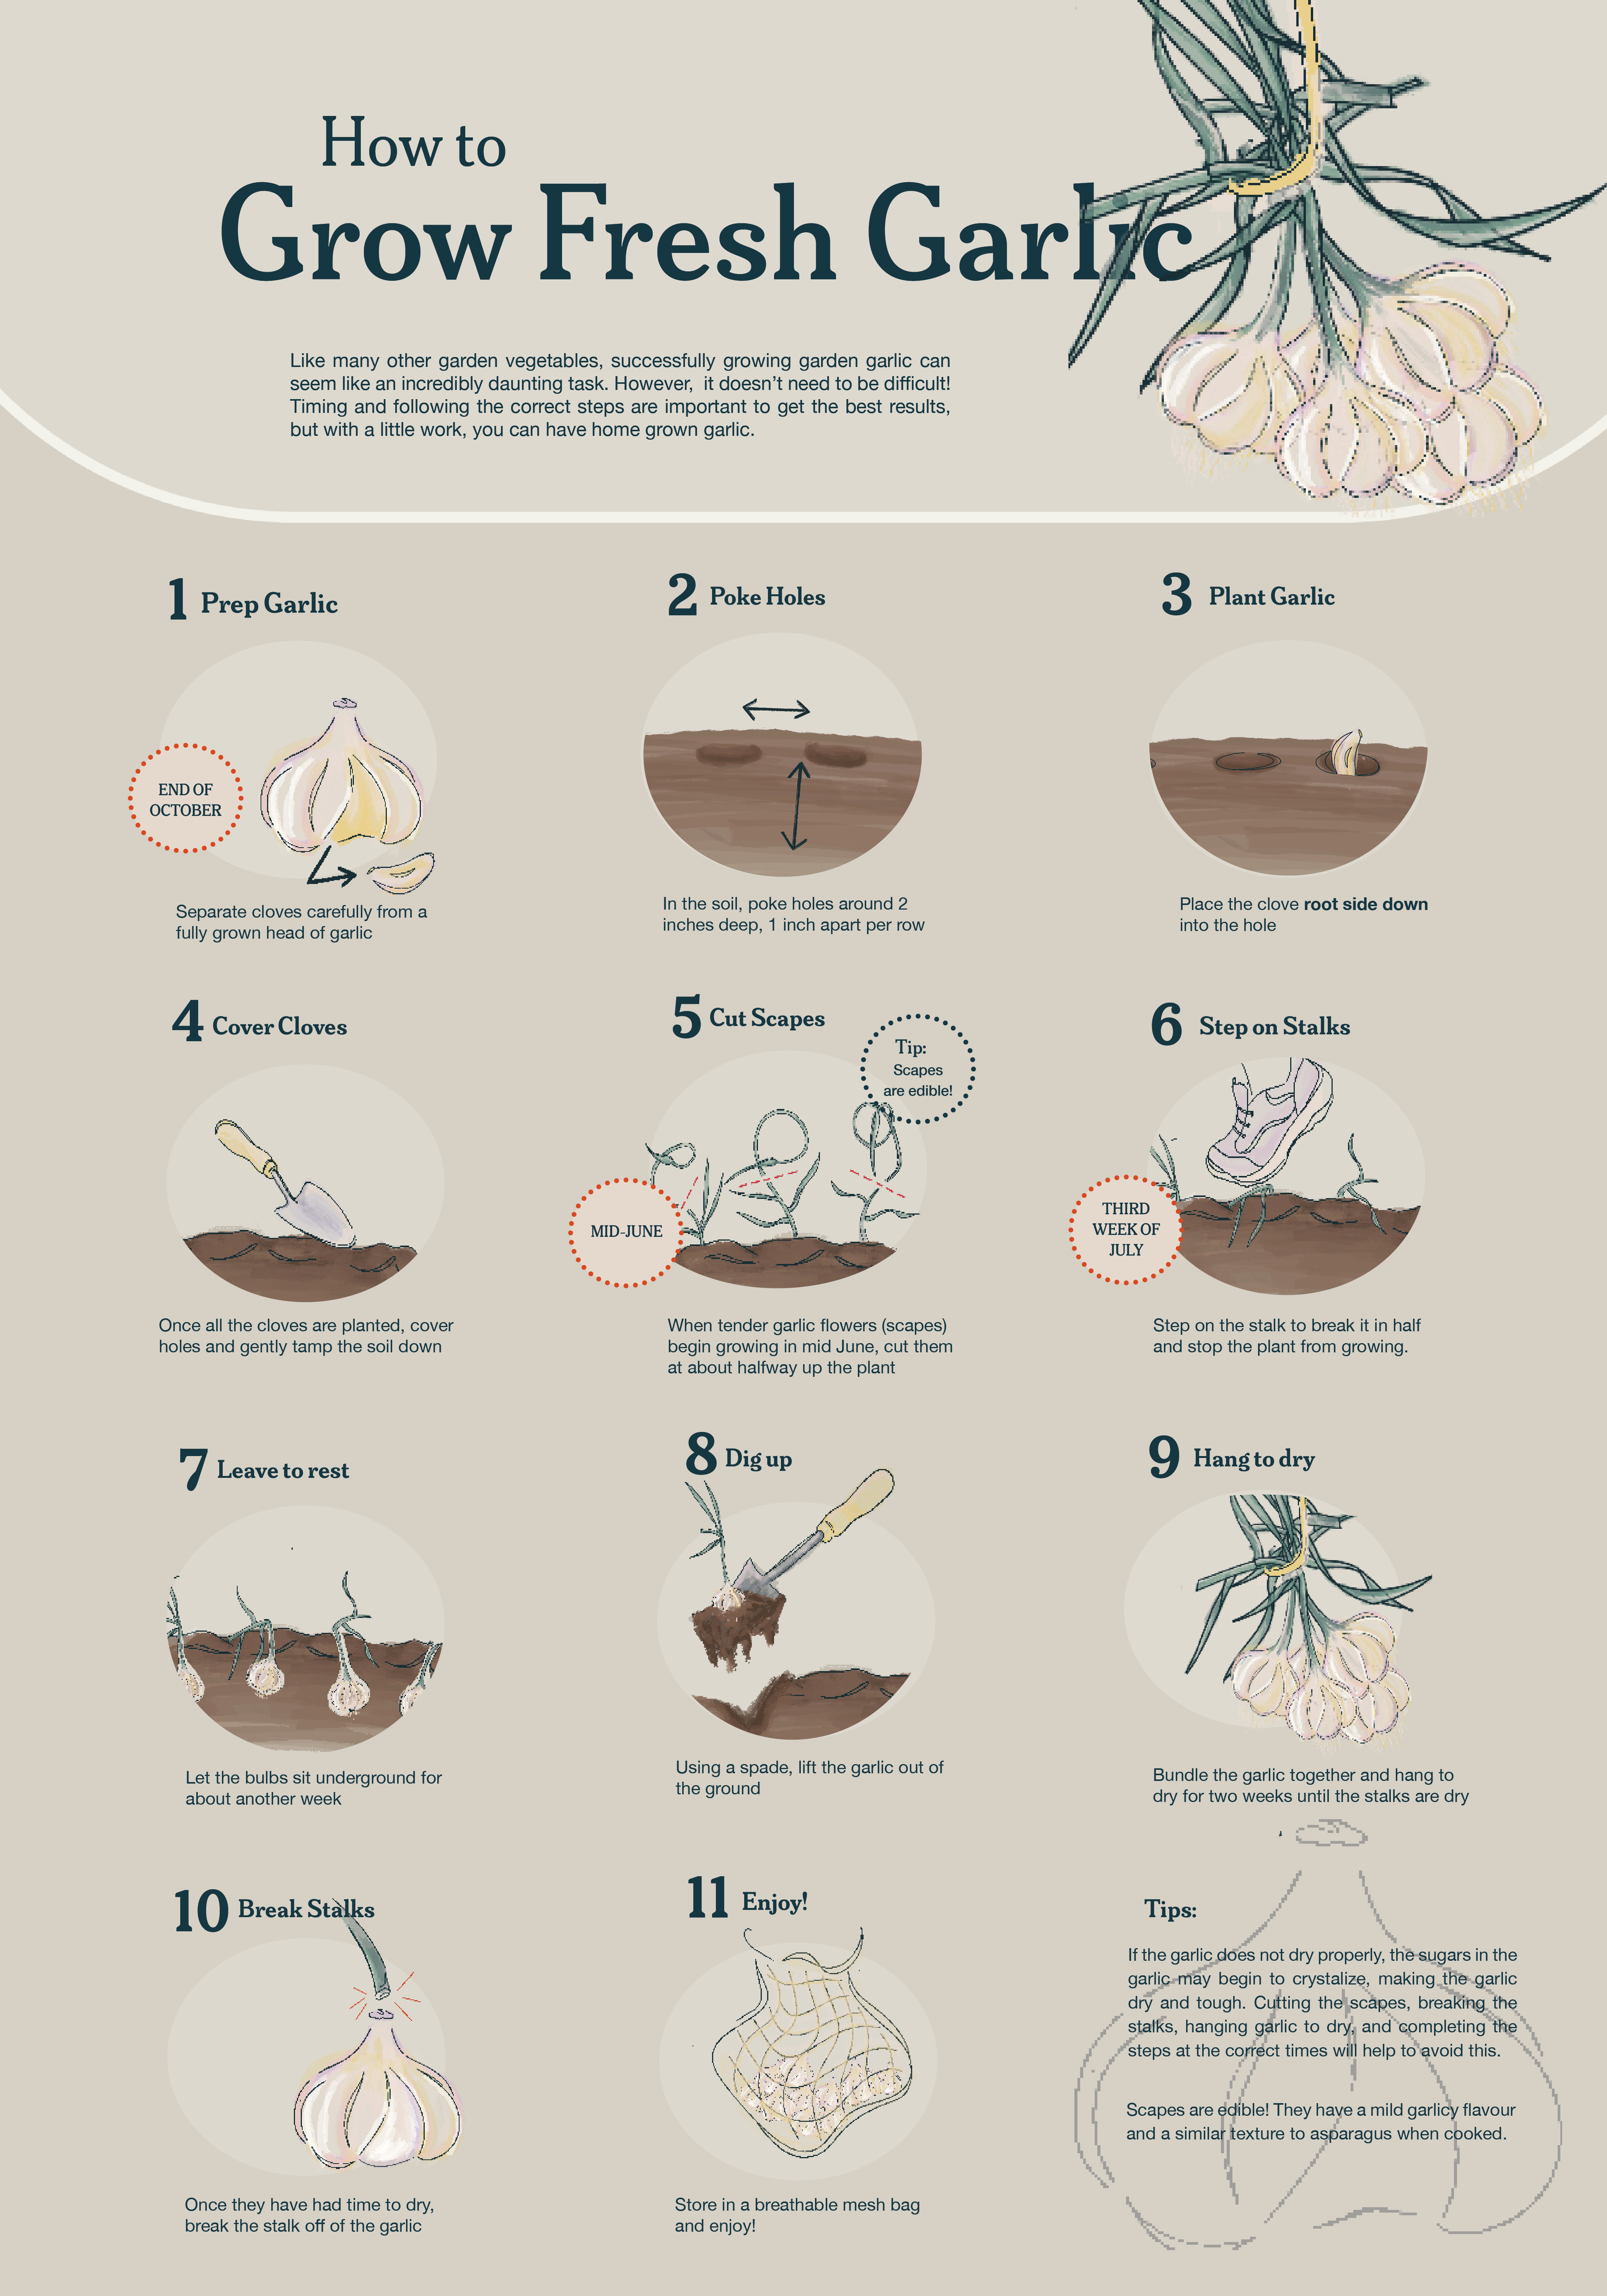 How to
Grow Fresh Garlic
Like many other garden vegetables, successfully growing garden garlic can
seem like an incredibly daunting task. However, it doesn't need to be difficult!
Timing and following the correct steps are important to get the best results,
but with a little work, you can have home grown garlic.
1 Prep Garlic
END OF
OCTOBER
Separate cloves carefully from a
fully grown head of garlic
2 Poke Holes
In the soil, poke holes around 2
inches deep, 1 inch apart per row
3 Plant Garlic
Place the clove root side down
into the hole
4 Cover Cloves
Once all the cloves are planted, cover
holes and gently tamp the soil down
5 Cut Scapes
Tip:
Scapes
are edible!
MID-JUNE
When tender garlic flowers (scapes)
begin growing in mid June, cut them
at about halfway up the plant
6 Step on Stalks
THIRD
WEEK OF
JULY
Step on the stalk to break it in half
and stop the plant from growing.
7 Leave to rest
Let the bulbs sit underground for
about another week
8 Dig up
Using a spade, lift the garlic out of
the ground
9 Hang to dry
Bundle the garlic together and hang to
dry for two weeks until the stalks are dry
10 Break Stalks
Once they have had time to dry,
break the stalk off of the garlic
11 Enjoy!
Store in a breathable mesh bag
and enjoy!
Tips:
If the garlic does not dry properly, the sugars in the
garlic may begin to crystalize, making the garlic
dry and tough. Cutting the scapes, breaking the
stalks, hanging garlic to dry, and completing the
steps at the correct times will help to avoid this.
Scapes are edible! They have a mild garlicy flavour
and a similar texture to asparagus when cooked.